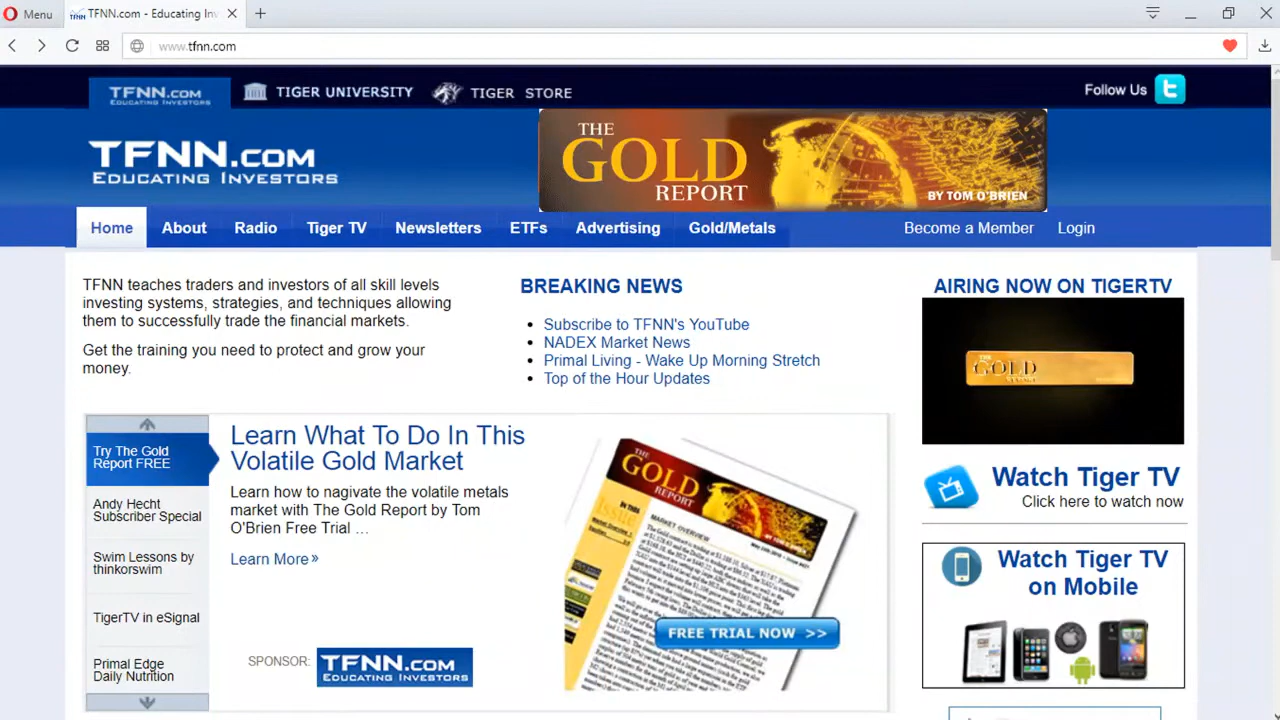 Menu
TFNN.com - Educating In
www.tfnn.com
TFNN.COM
EDUCATING INVESTORS
TIGER UNIVERSITY
TIGER STORE
Follow Us
TFNN.COM
EDUCATING INVESTORS
THE
GOLD
REPORT
BY TOM O'BRIEN
Home
About
Radio
Tiger TV
Newsletters
ETFs
Advertising
Gold/Metals
Become a Member
Login
TFNN teaches traders and investors of all skill levels
investing systems, strategies, and techniques allowing
them to successfully trade the financial markets.
Get the training you need to protect and grow your
money.
BREAKING NEWS
Subscribe to TFNN's YouTube
NADEX Market News
Primal Living - Wake Up Morning Stretch
Top of the Hour Updates
AIRING NOW ON TIGERTV
THE
GOLD
REPORT
Watch Tiger TV
Click here to watch now
Watch Tiger TV
on Mobile
Try The Gold
Report FREE
Andy Hecht
Subscriber Special
Swim Lessons by
thinkorswim
TigerTV in eSignal
Primal Edge
Daily Nutrition
Learn What To Do In This
Volatile Gold Market
Learn how to nagivate the volatile metals
market with The Gold Report by Tom
O'Brien Free Trial ...
Learn More»
SPONSOR:
TFNN.COM
EDUCATING INVESTORS
THE
GOLD
REPORT
BY TOM O'BRIEN
MARKET OVERVIEW
FREE TRIAL NOW >>